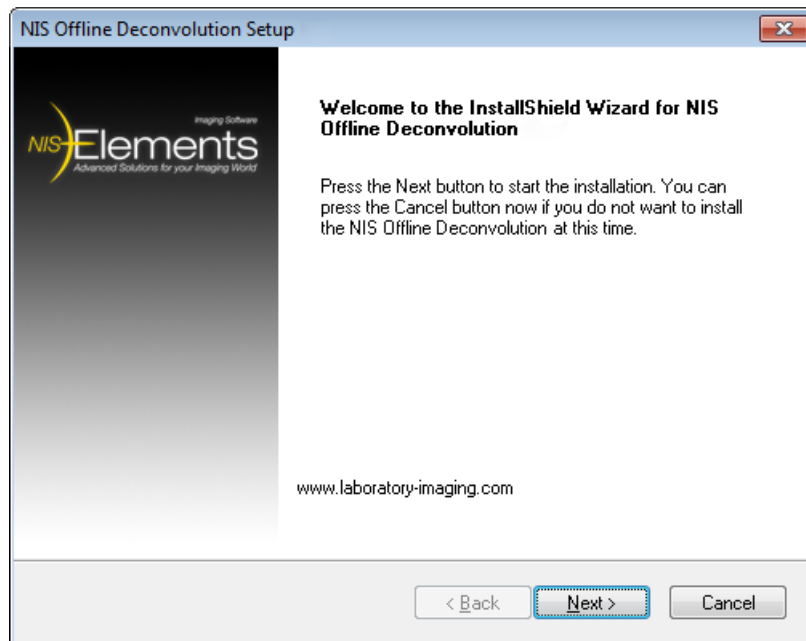 NIS Offline Deconvolution Setup
Imaging Software
NIS Elements
Advanced Solutions for your Imaging World
Welcome to the InstallShield Wizard for NIS
Offline Deconvolution
Press the Next button to start the installation. You can
press the Cancel button now if you do not want to install
the NIS Offline Deconvolution at this time.
www.laboratory-imaging.com
< Back
Next >
Cancel